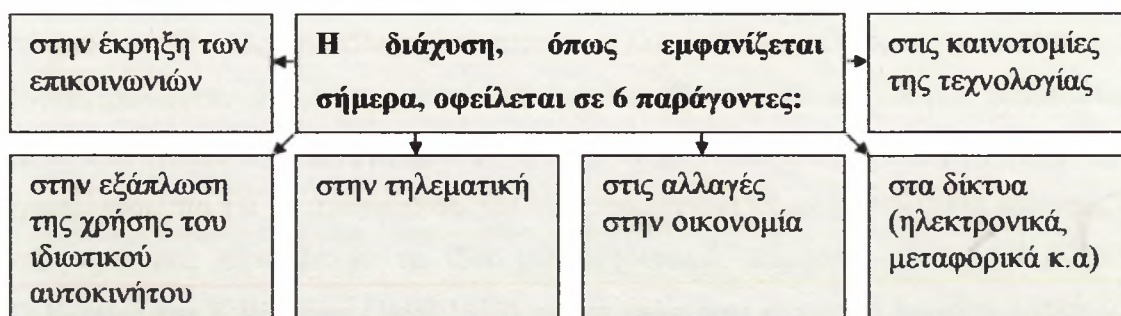 στην έκρηξη των
επικοινωνιών
Η διάχυση, όπως εμφανίζεται
σήμερα, οφείλεται σε 6 παράγοντες:
στις καινοτομίες
της τεχνολογίας
στην εξάπλωση
της χρήσης του
ιδιωτικού
αυτοκινήτου
στην τηλεματική
στις αλλαγές
στην οικονομία
στα δίκτυα
(ηλεκτρονικά,
μεταφορικά κ.α)